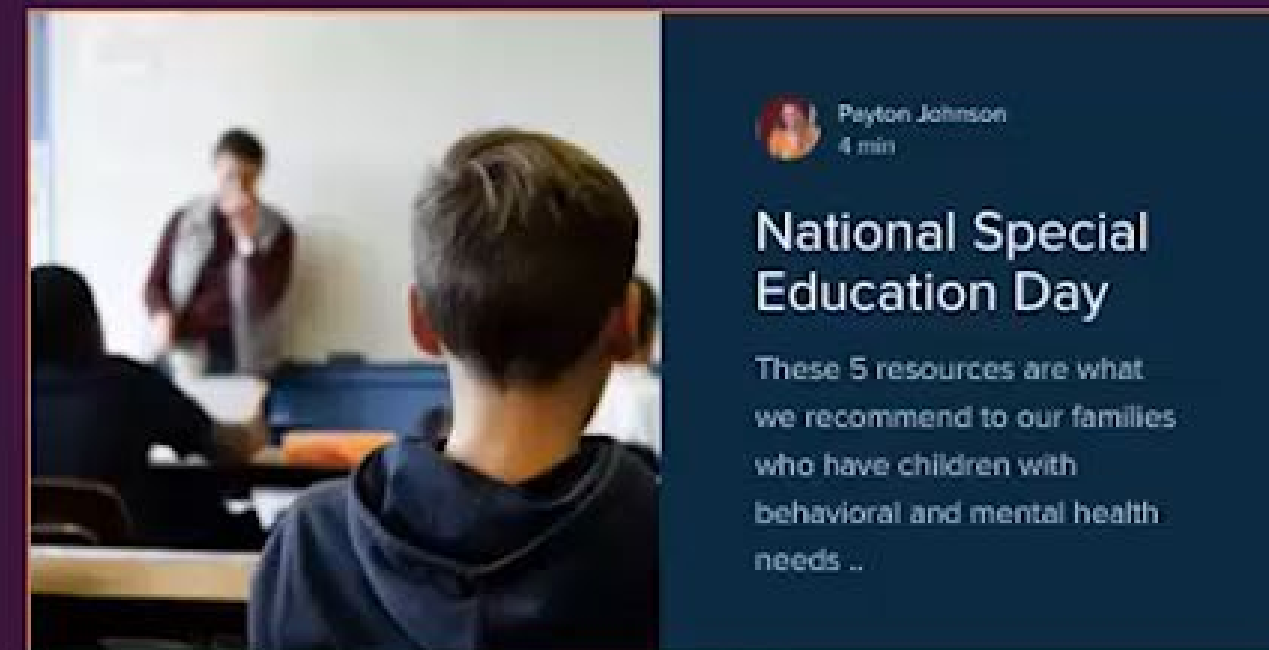 Payton Johnson
4 min
National Special
Education Day
These 5 resources are what
we recommend to our families
who have children with
behavioral and mental health
needs ..